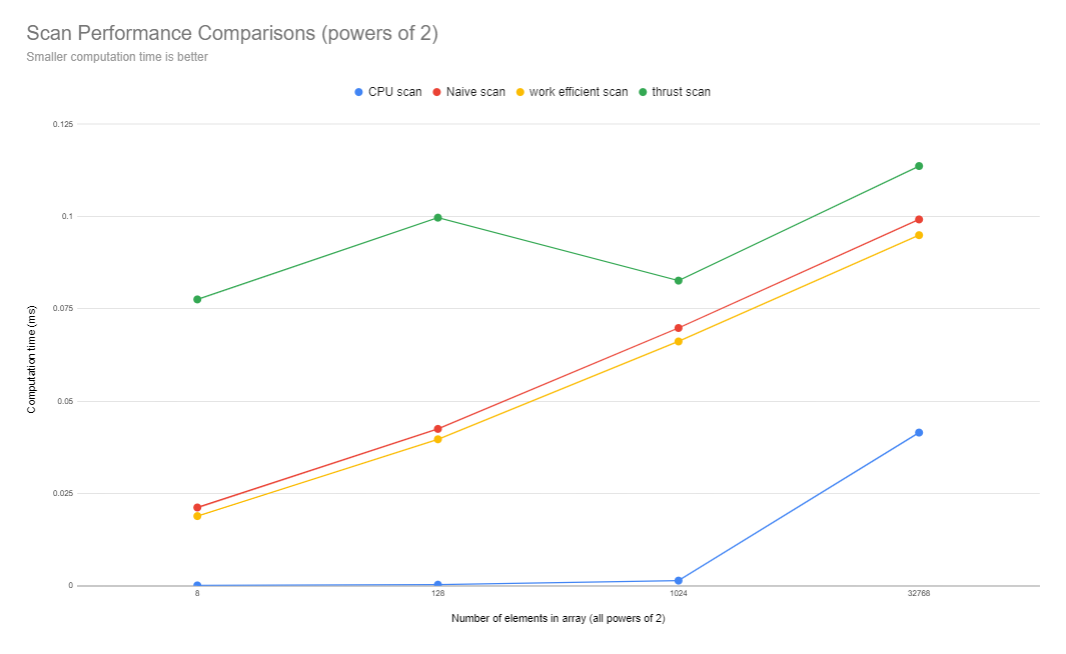 Scan Performance Comparisons (powers of 2)
Smaller computation time is better
CPU scan Naive scan work efficient scan thrust scan
0.125
0.1
0.075
0.05
0.025
0
Computation time (ms)
8 128 1024 32768
Number of elements in array (all powers of 2)